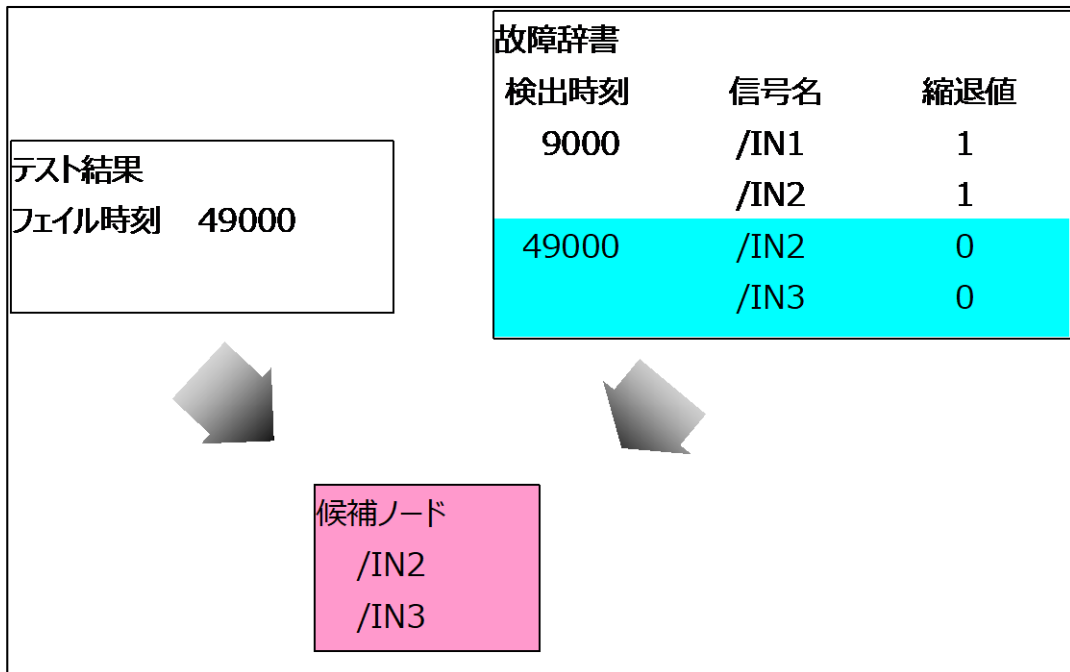 故障辞書
検出時刻 信号名 縮退値
9000 /IN1 1
/IN2 1
49000 /IN2 0
/IN3 0
テスト結果
フェイル時刻 49000
候補ノード
/IN2
/IN3